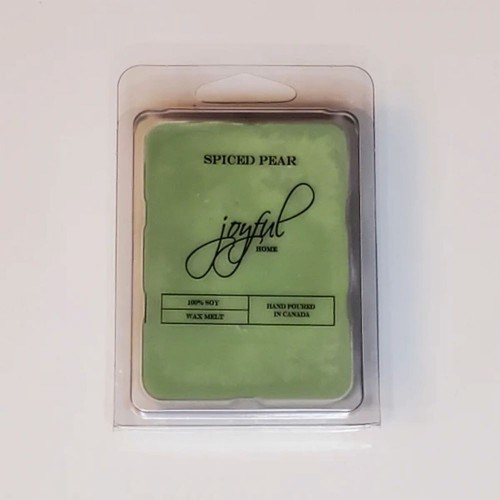 SPICED PEAR
joyful
HOME
100% SOY
WAX MELT
HAND POURED
IN CANADA